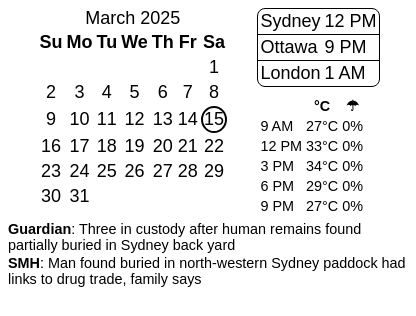 March 2025
Su Mo Tu We Th Fr Sa
1
2 3 4 5 6 7 8
9 10 11 12 13 14 15
16 17 18 19 20 21 22
23 24 25 26 27 28 29
30 31
Sydney 12 PM
Ottawa 9 PM
London 1 AM
°C ☂
9 AM 27°C 0%
12 PM 33°C 0%
3 PM 34°C 0%
6 PM 29°C 0%
9 PM 27°C 0%
Guardian: Three in custody after human remains found
partially buried in Sydney back yard
SMH: Man found buried in north-western Sydney paddock had
links to drug trade, family says